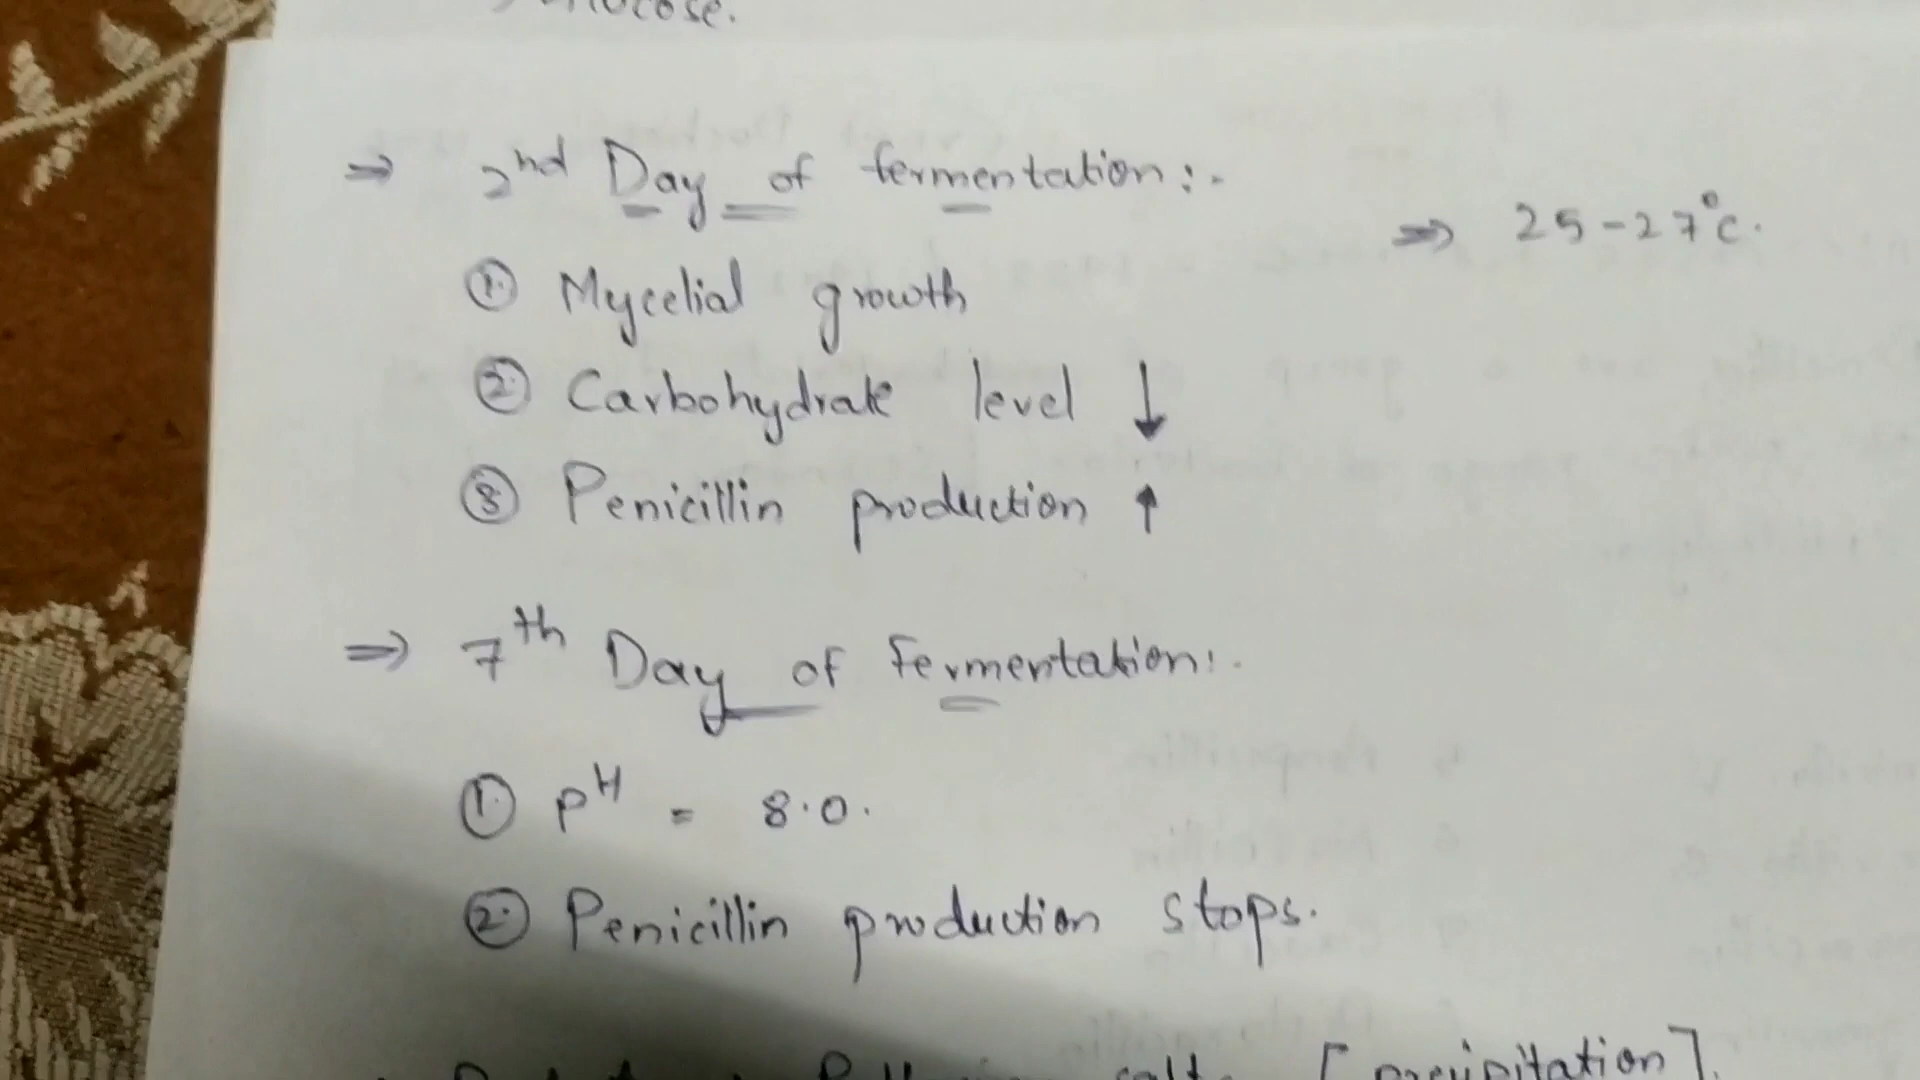 ⇒ 2nd Day of fermentation:-
⇒ 25-27°C.
① Mycelial growth
② Carbohydrate level ↓
③ Penicillin production ↑
⇒ 7th Day of Fermentation:-
① pH = 8.0.
② Penicillin production stops.
[precipitation].